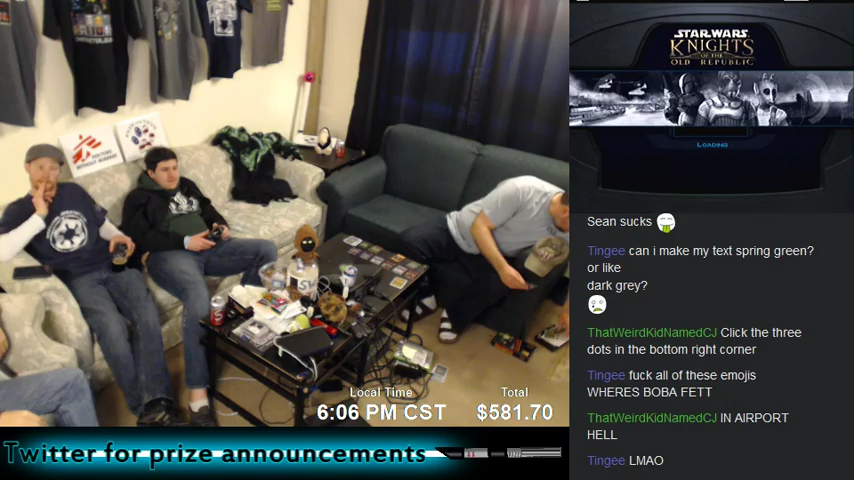 STAR WARS
KNIGHTS
OF THE
OLD REPUBLIC
LOADING
Sean sucks
Tingee can i make my text spring green?
or like
dark grey?
ThatWeirdKidNamedCJ Click the three
dots in the bottom right corner
Tingee fuck all of these emojis
WHERES BOBA FETT
ThatWeirdKidNamedCJ IN AIRPORT
HELL
Tingee LMAO
Local Time
Total
6:06 PM CST
$581.70
Twitter for prize announcements